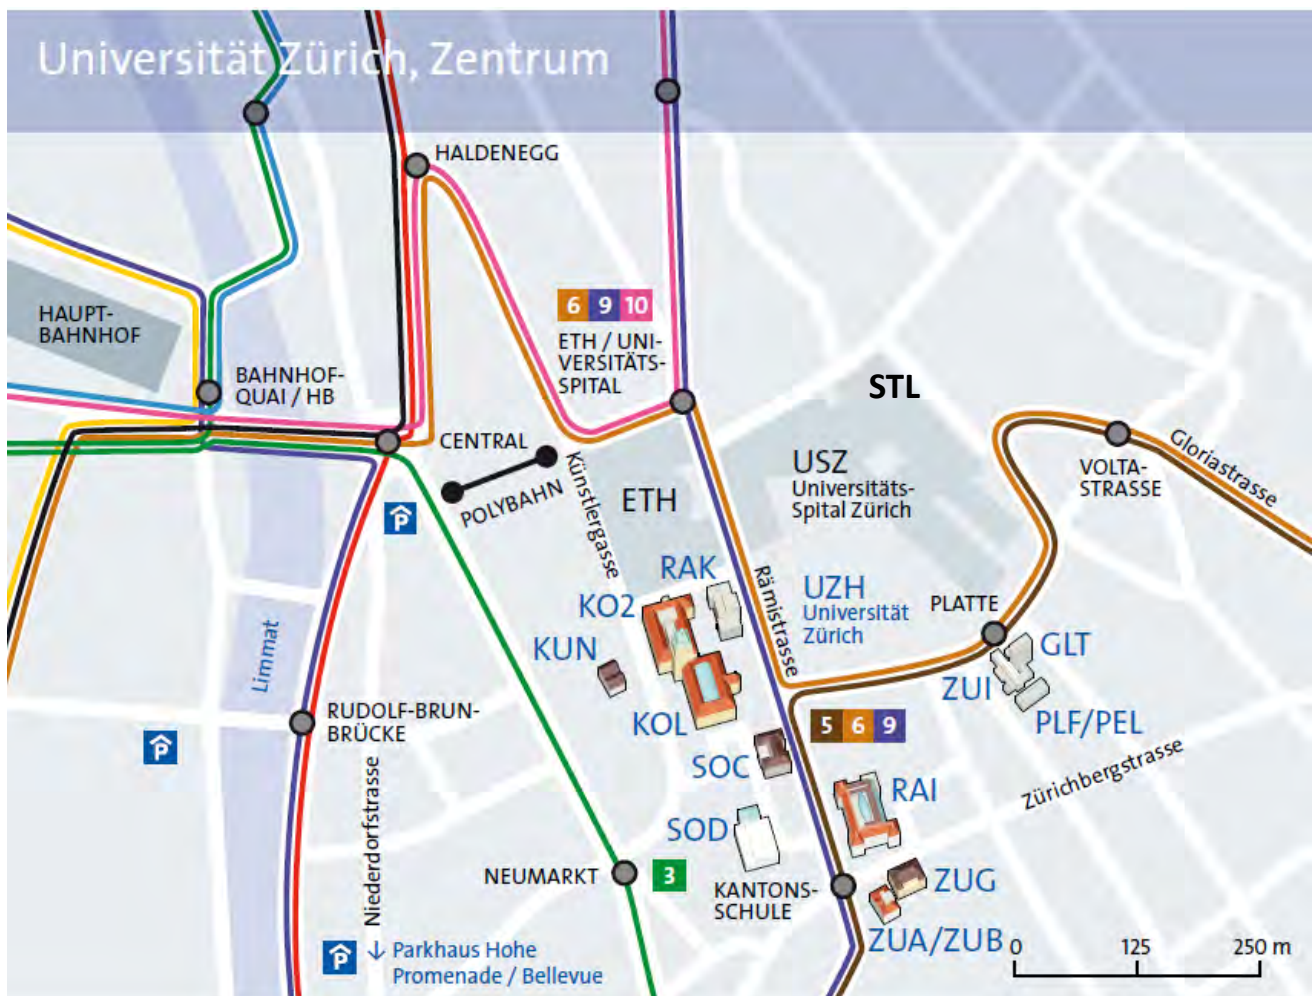 Universität Zürich, Zentrum
HALDENEGG
6 9 10
ETH / UNI-
VERSITÄTS-
SPITAL
HAUPT-
BAHNHOF
BAHNHOF-
QUAI / HB
STL
CENTRAL
POLYBAHN
Künstlergasse
ETH
USZ
Universitäts-
Spital Zürich
VOLTA-
STRASSE
Gloriastrasse
P
RAK
Rämistrasse
UZH
Universität
Zürich
PLATTE
KO2
KUN
GLT
ZUI
PLF/PEL
Limmat
KOL
RUDOLF-BRUN-
BRÜCKE
5 6 9
P
SOC
RAI
Zürichbergstrasse
Niederdorfstrasse
SOD
NEUMARKT
3
KANTONS-
SCHULE
ZUG
ZUA/ZUB
P
↓ Parkhaus Hohe
Promenade / Bellevue
0 125 250 m